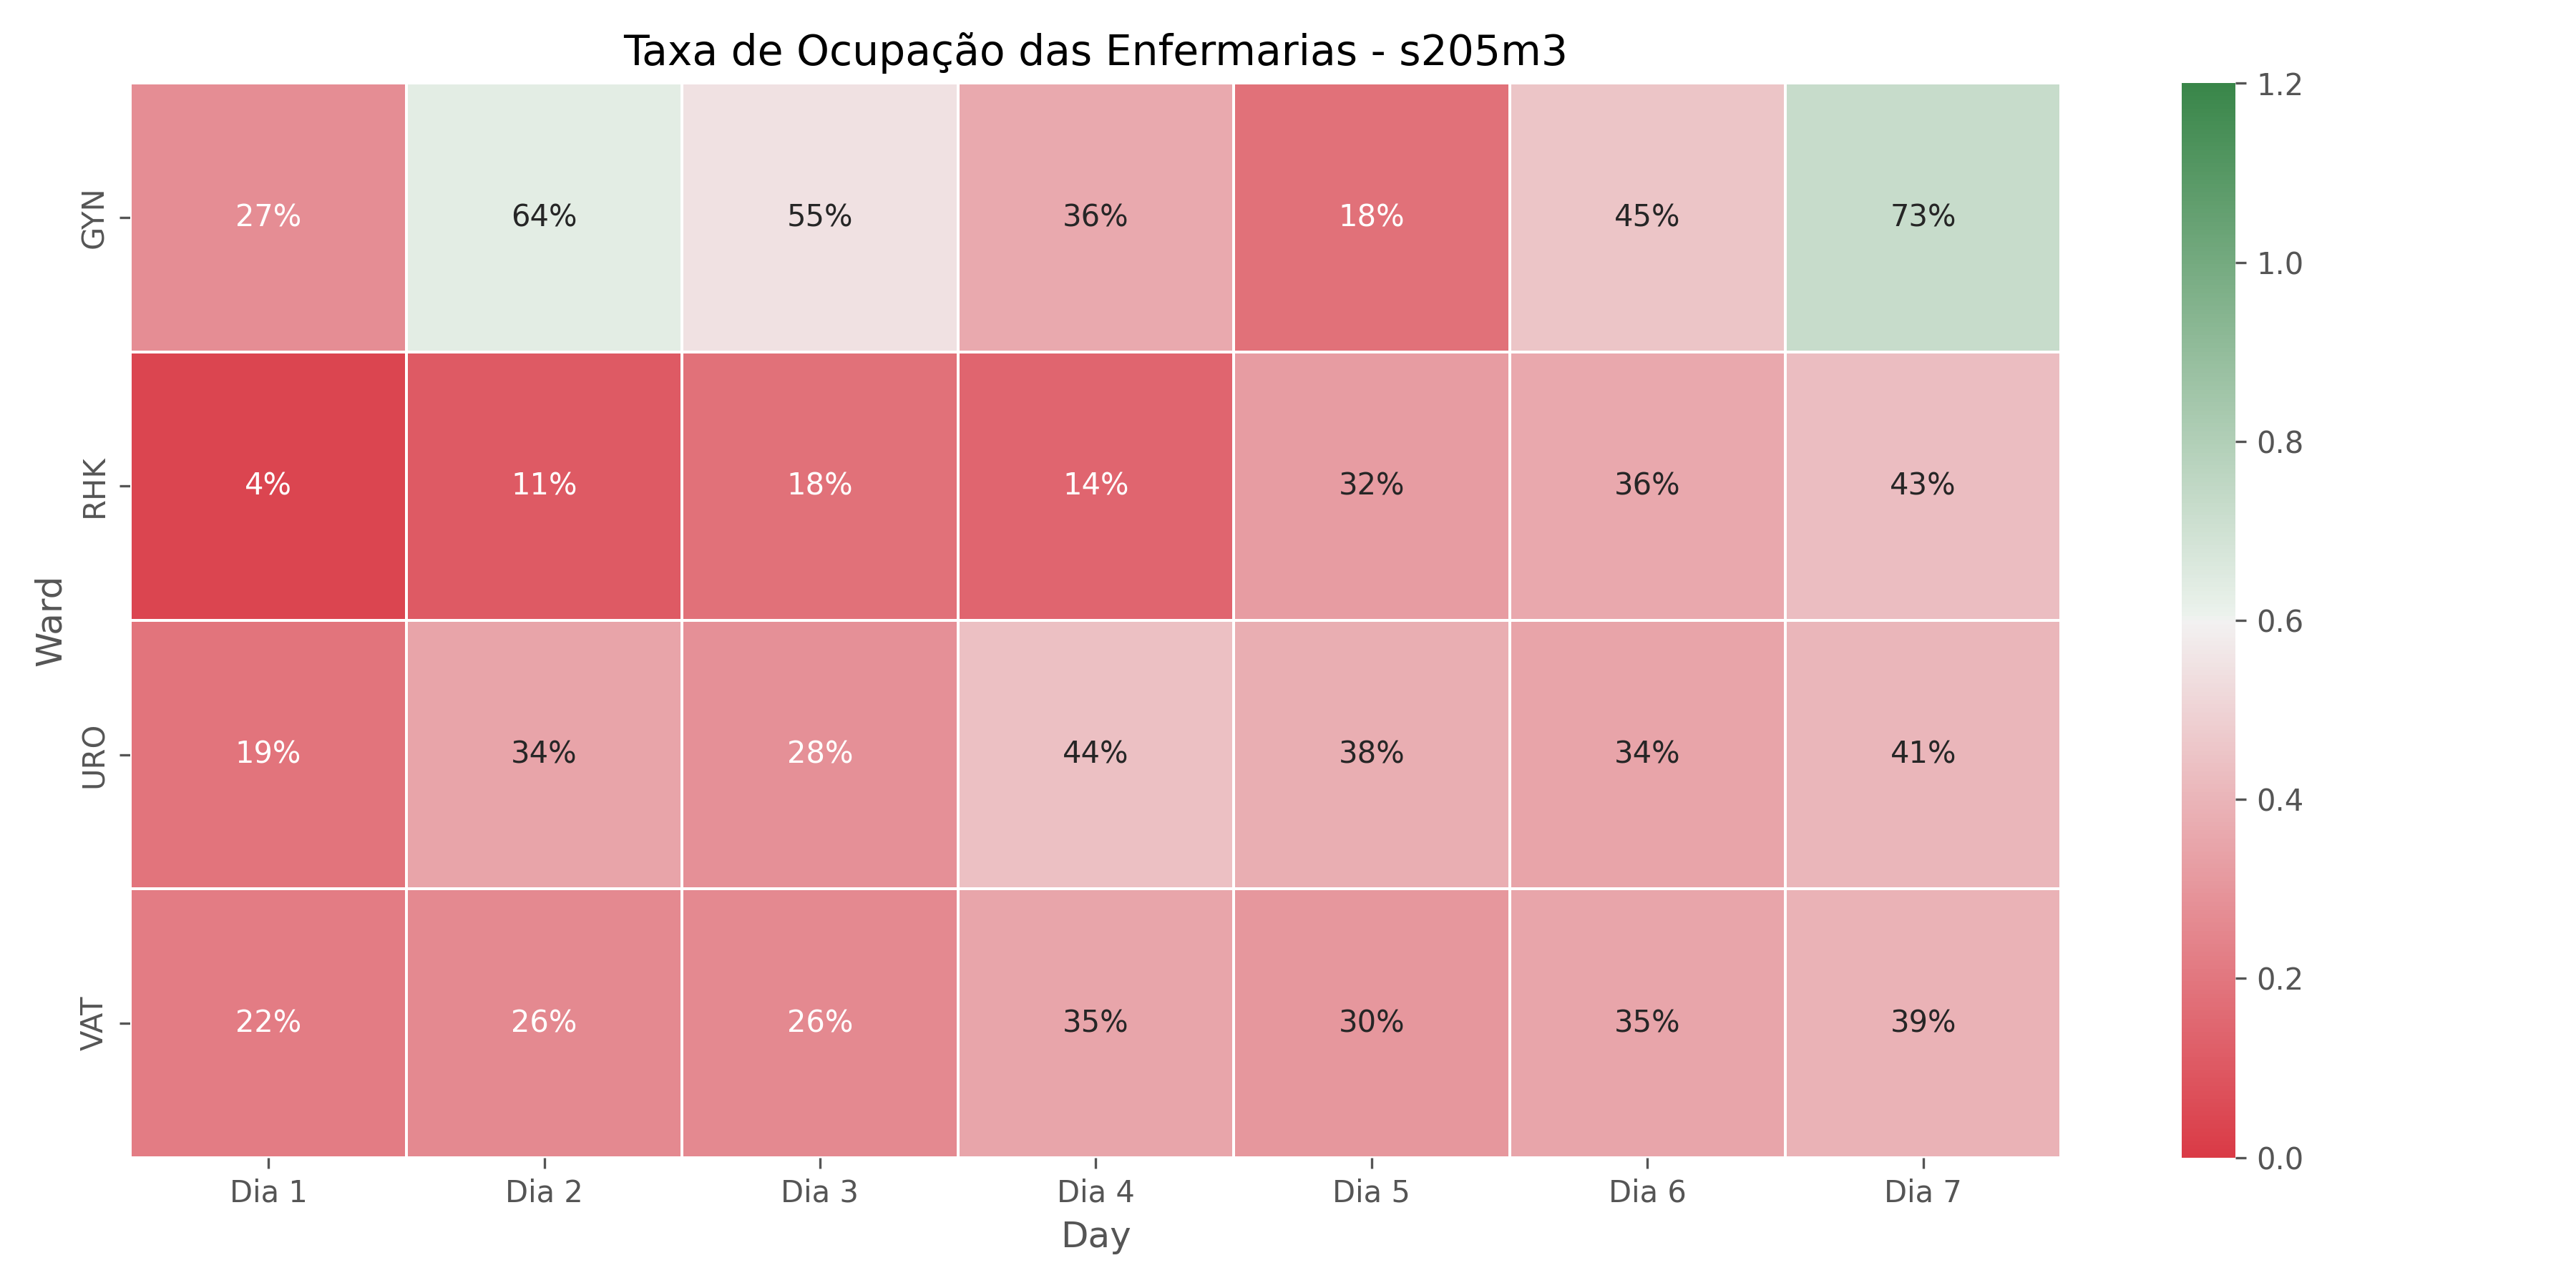 Taxa de Ocupação das Enfermarias - s205m3
GYN 27% 64% 55% 36% 18% 45% 73%
RHK 4% 11% 18% 14% 32% 36% 43%
URO 19% 34% 28% 44% 38% 34% 41%
VAT 22% 26% 26% 35% 30% 35% 39%
Ward
Dia 1 Dia 2 Dia 3 Dia 4 Dia 5 Dia 6 Dia 7
Day
1.2
1.0
0.8
0.6
0.4
0.2
0.0